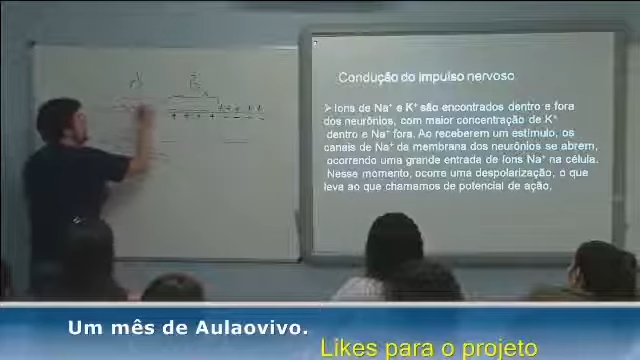 Condução do impulso nervoso
➢ Ions de Na⁺ e K⁺ são encontrados dentro e fora
dos neurônios, com maior concentração de K⁺
dentro e Na⁺ fora. Ao receberem um estímulo, os
canais de Na⁺ da membrana dos neurônios se abrem,
ocorrendo uma grande entrada de íons Na⁺ na célula.
Nesse momento, ocorre uma despolarização, o que
leva ao que chamamos de potencial de ação.
Um mês de Aulaovivo.
Likes para o projeto